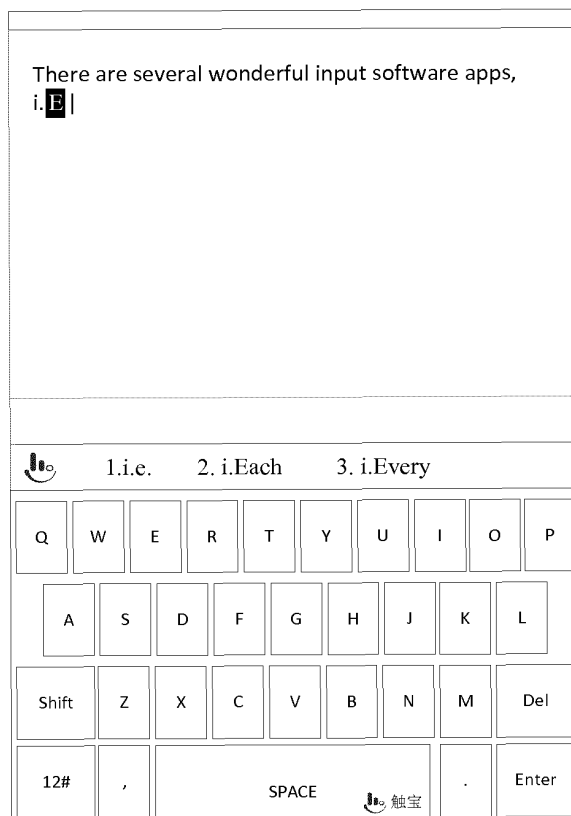 There are several wonderful input software apps,
i.E|
1.i.e. 2. i.Each 3. i.Every
Q W E R T Y U I O P
A S D F G H J K L
Shift Z X C V B N M Del
12# , SPACE 触宝 . Enter